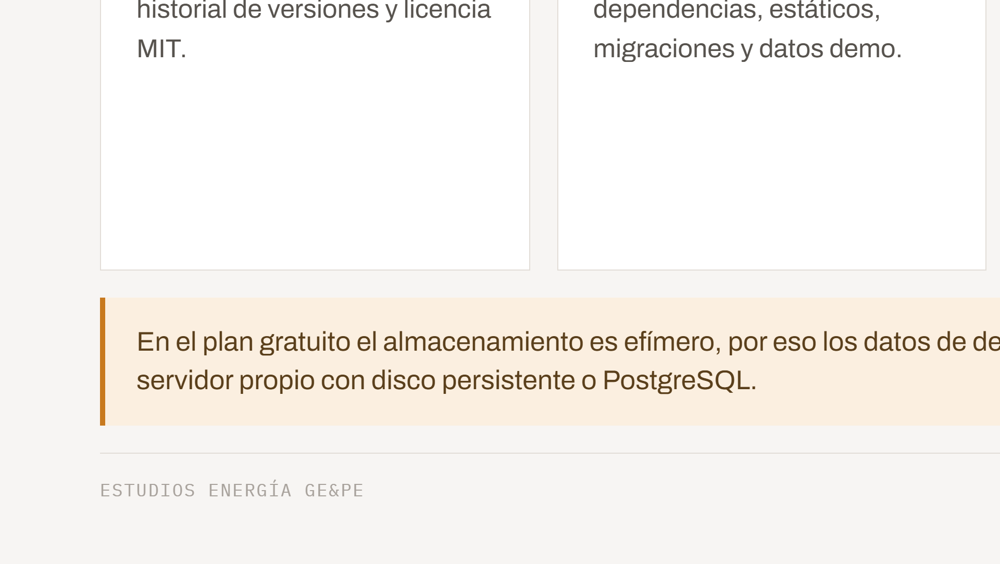 historial de versiones y licencia
MIT.
dependencias, estáticos,
migraciones y datos demo.
En el plan gratuito el almacenamiento es efímero, por eso los datos de de
servidor propio con disco persistente o PostgreSQL.
ESTUDIOS ENERGÍA GE&PE